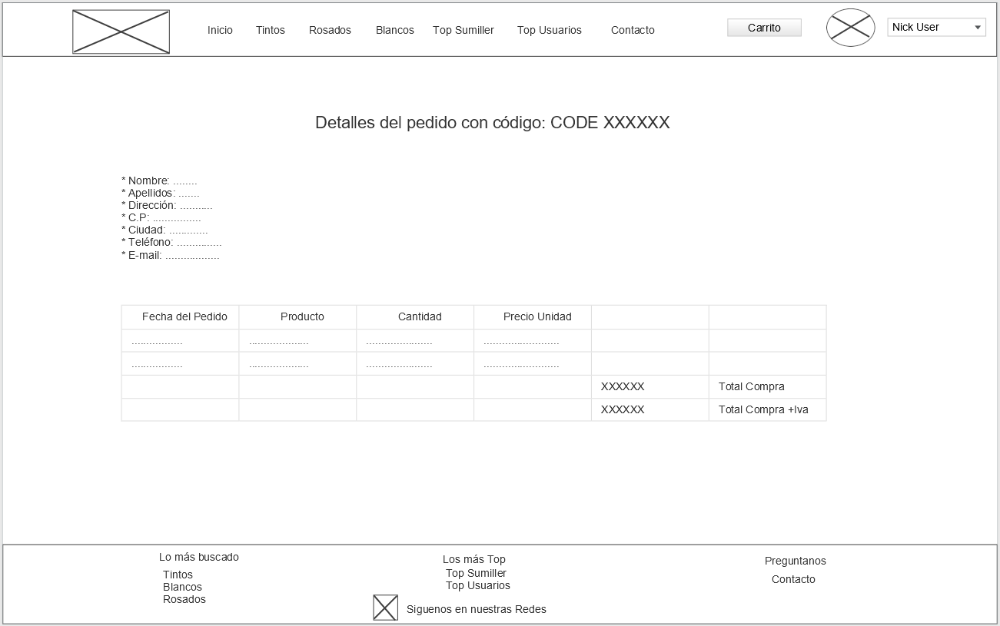 Inicio Tintos Rosados Blancos Top Sumiller Top Usuarios Contacto Carrito Nick User
Detalles del pedido con código: CODE XXXXXX
* Nombre: ........
* Apellidos: .......
* Dirección: ...........
* C.P: ................
* Ciudad: .............
* Teléfono: ...............
* E-mail: ..................
Fecha del Pedido Producto Cantidad Precio Unidad
................. .................... ...................... .........................
................. .................... ...................... .........................
XXXXXX Total Compra
XXXXXX Total Compra +Iva
Lo más buscado
Tintos
Blancos
Rosados
Los más Top
Top Sumiller
Top Usuarios
Siguenos en nuestras Redes
Preguntanos
Contacto